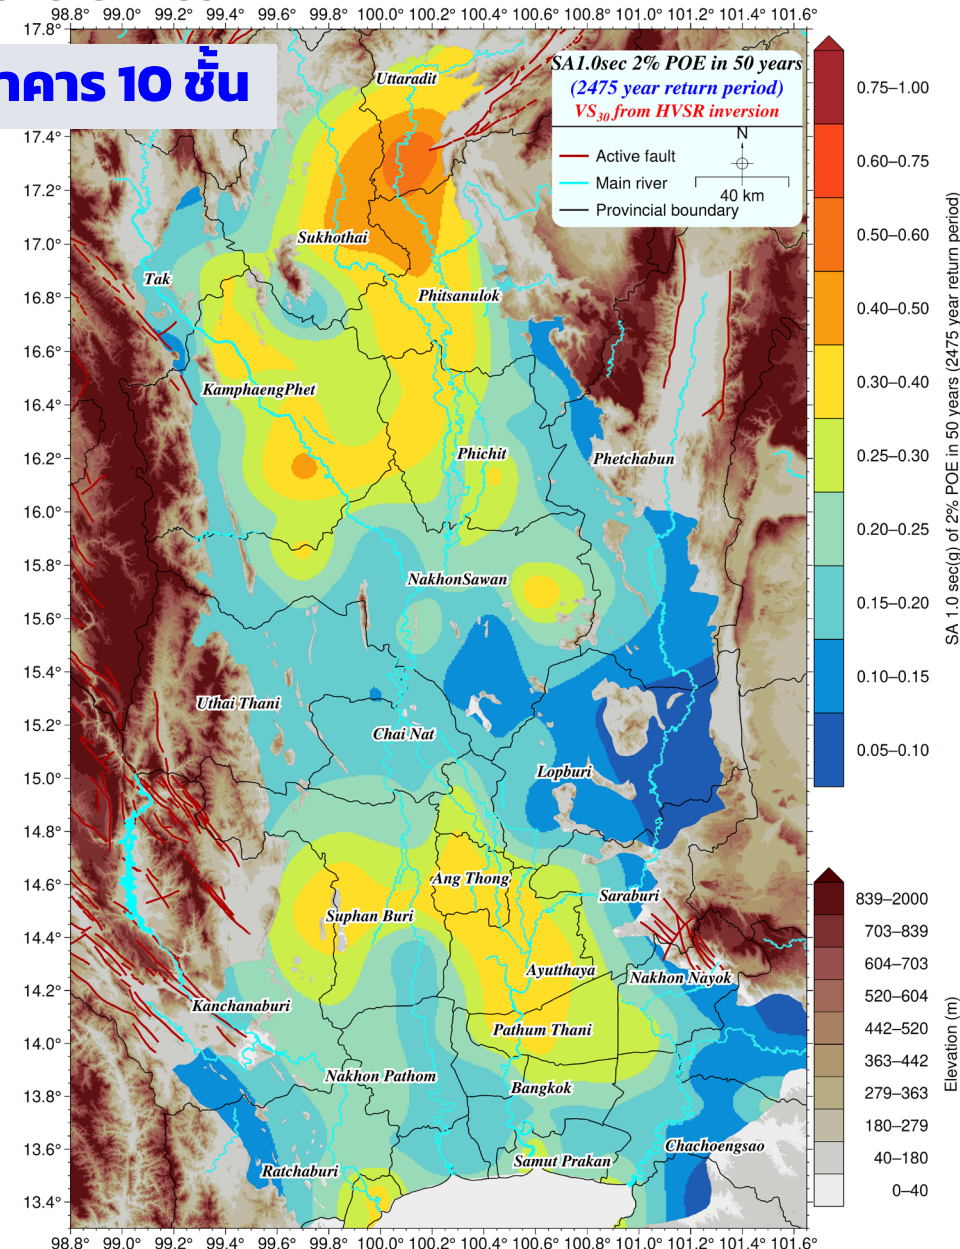 าคาร 10 ชั้น
98.8° 99.0° 99.2° 99.4° 99.6° 99.8° 100.0° 100.2° 100.4° 100.6° 100.8° 101.0° 101.2° 101.4° 101.6°
17.8°
17.4°
17.2°
17.0°
16.8°
16.6°
16.4°
16.2°
16.0°
15.8°
15.6°
15.4°
15.2°
15.0°
14.8°
14.6°
14.4°
14.2°
14.0°
13.8°
13.6°
13.4°
SA1.0sec 2% POE in 50 years
(2475 year return period)
VS30 from HVSR inversion
Active fault
Main river
Provincial boundary
N
40 km
Uttaradit
Sukhothai
Tak
Phitsanulok
KamphaengPhet
Phichit
Phetchabun
NakhonSawan
Uthai Thani
Chai Nat
Lopburi
Ang Thong
Saraburi
Suphan Buri
Ayutthaya
Nakhon Nayok
Kanchanaburi
Pathum Thani
Nakhon Pathom
Bangkok
Chachoengsao
Samut Prakan
Ratchaburi
98.8° 99.0° 99.2° 99.4° 99.6° 99.8° 100.0° 100.2° 100.4° 100.6° 100.8° 101.0° 101.2° 101.4° 101.6°
0.75–1.00
0.60–0.75
0.50–0.60
0.40–0.50
0.30–0.40
0.25–0.30
0.20–0.25
0.15–0.20
0.10–0.15
0.05–0.10
SA 1.0 sec(g) of 2% POE in 50 years (2475 year return period)
839–2000
703–839
604–703
520–604
442–520
363–442
279–363
180–279
40–180
0–40
Elevation (m)